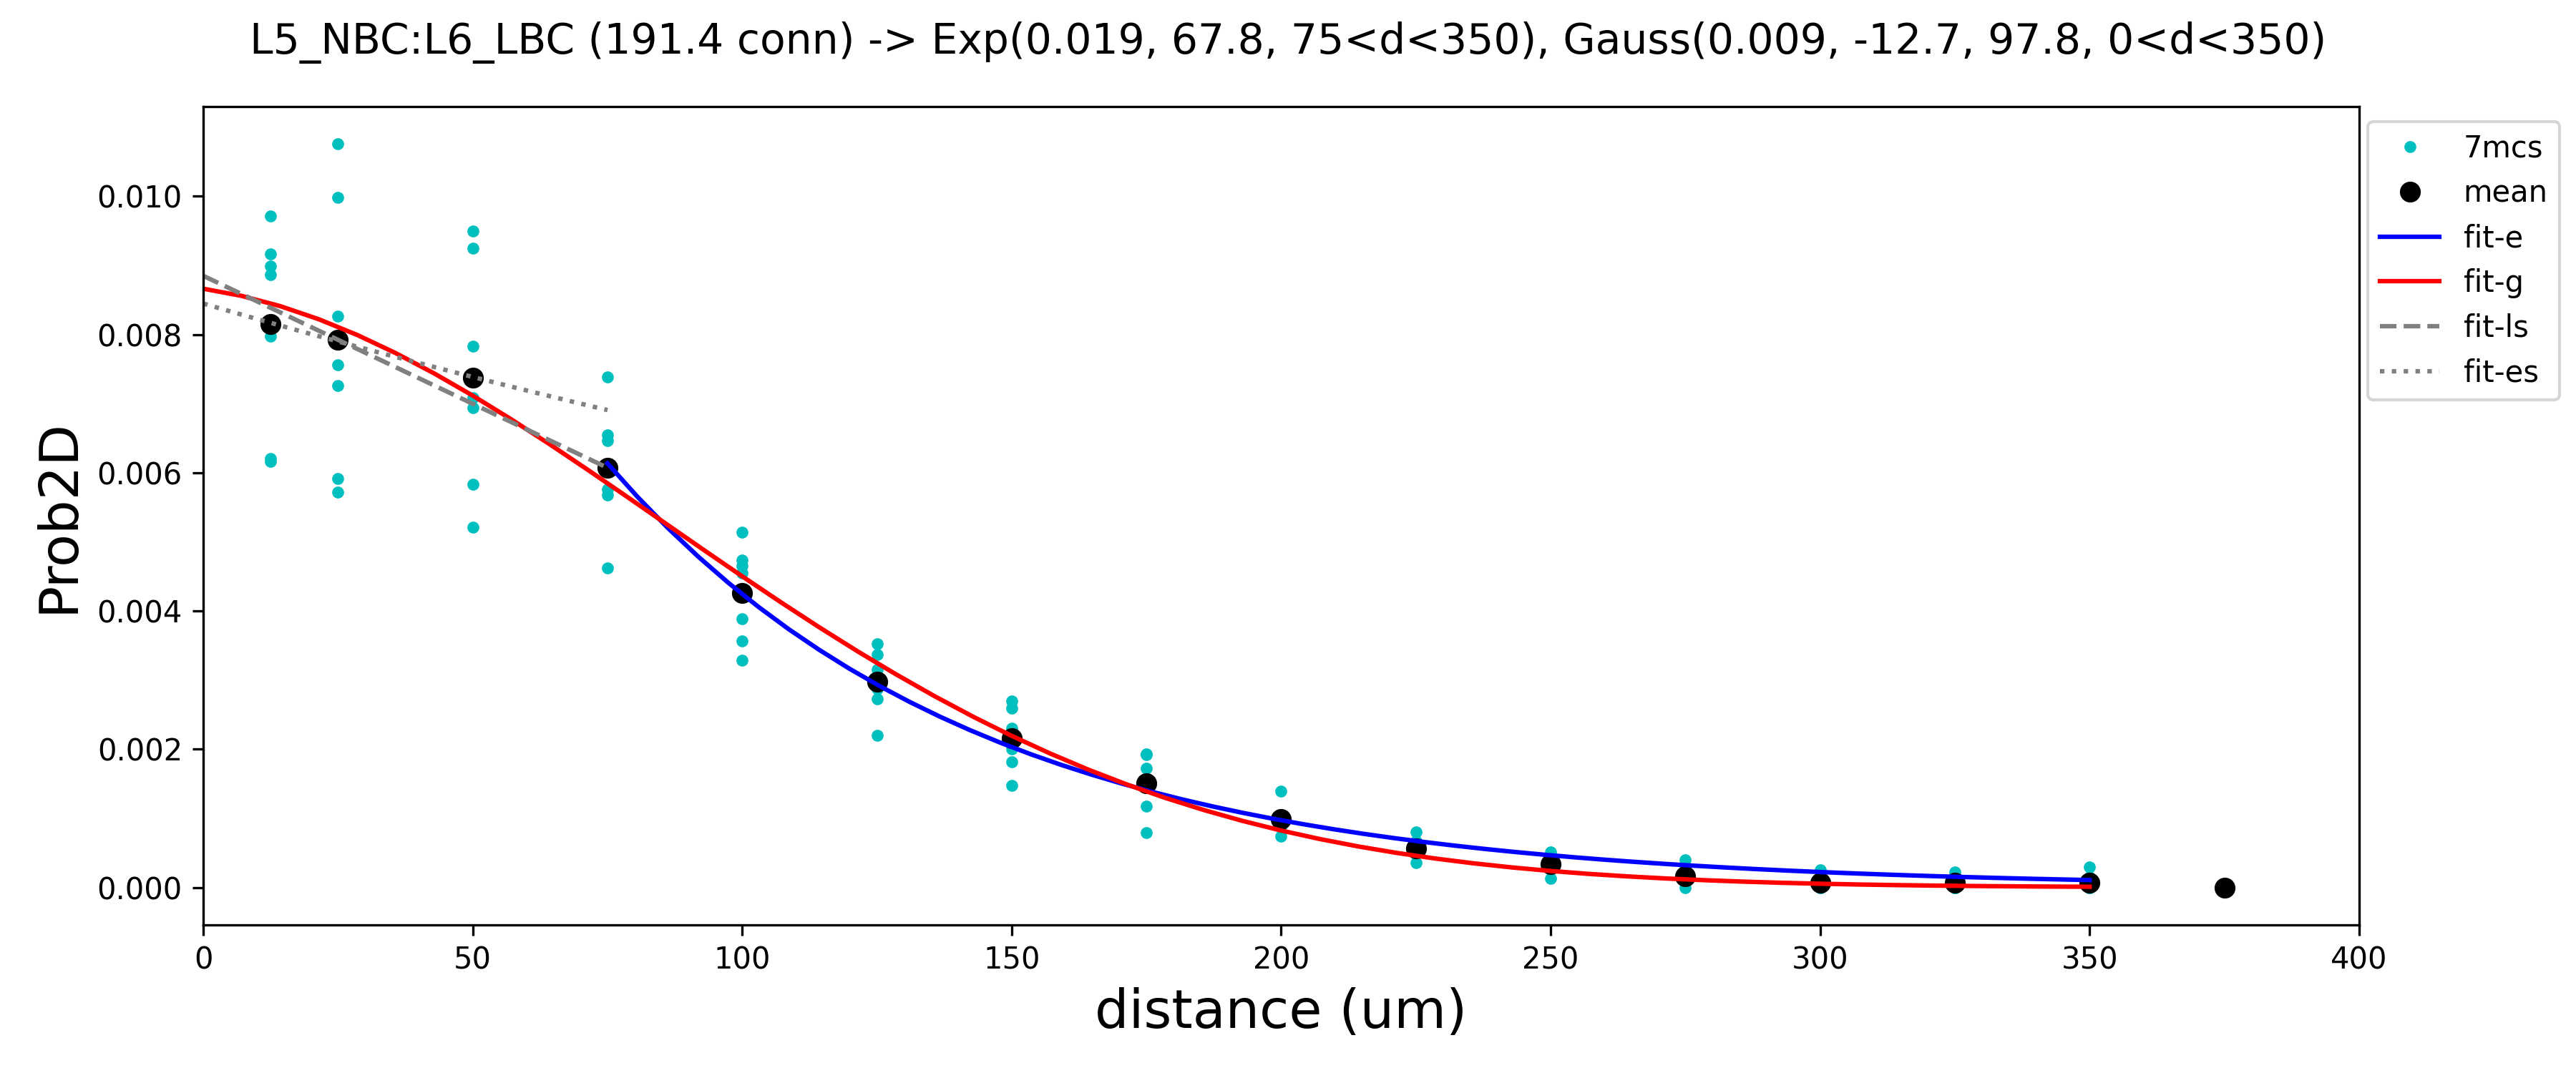 L5_NBC:L6_LBC (191.4 conn) -> Exp(0.019, 67.8, 75<d<350), Gauss(0.009, -12.7, 97.8, 0<d<350)
7mcs
mean
fit-e
fit-g
fit-ls
fit-es
Prob2D
0.010
0.008
0.006
0.004
0.002
0.000
0 50 100 150 200 250 300 350 400
distance (um)